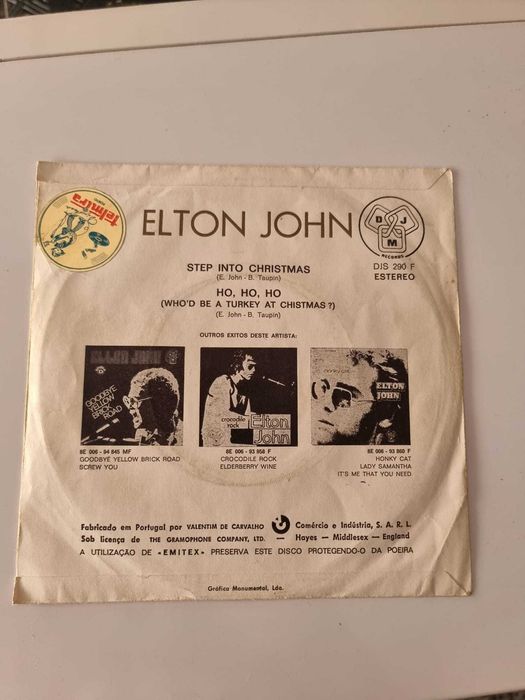 telmira
ELTON JOHN
D J M
RECORDS
DJS 290 F
ESTEREO
STEP INTO CHRISTMAS
(E. John - B. Taupin)
HO, HO, HO
(WHO'D BE A TURKEY AT CHISTMAS?)
(E. John - B. Taupin)
OUTROS EXITOS DESTE ARTISTA:
ELTON JOHN
GOODBYE
YELLOW
BRICK
ROAD
crocodile
rock
Elton
John
honky cat
ELTON
JOHN
8E 006 - 94 845 MF
GOODBYE YELLOW BRICK ROAD
SCREW YOU
8E 006 - 93 958 F
CROCODILE ROCK
ELDERBERRY WINE
8E 006 - 93 860 F
HONKY CAT
LADY SAMANTHA
IT'S ME THAT YOU NEED
Fabricado em Portugal por VALENTIM DE CARVALHO Comércio e Indústria, S. A. R. L.
Sob licença de THE GRAMOPHONE COMPANY, LTD. — Hayes — Middlesex — England
A UTILIZAÇÃO DE «EMITEX» PRESERVA ESTE DISCO PROTEGENDO-O DA POEIRA
Gráfica Monumental, Lda.